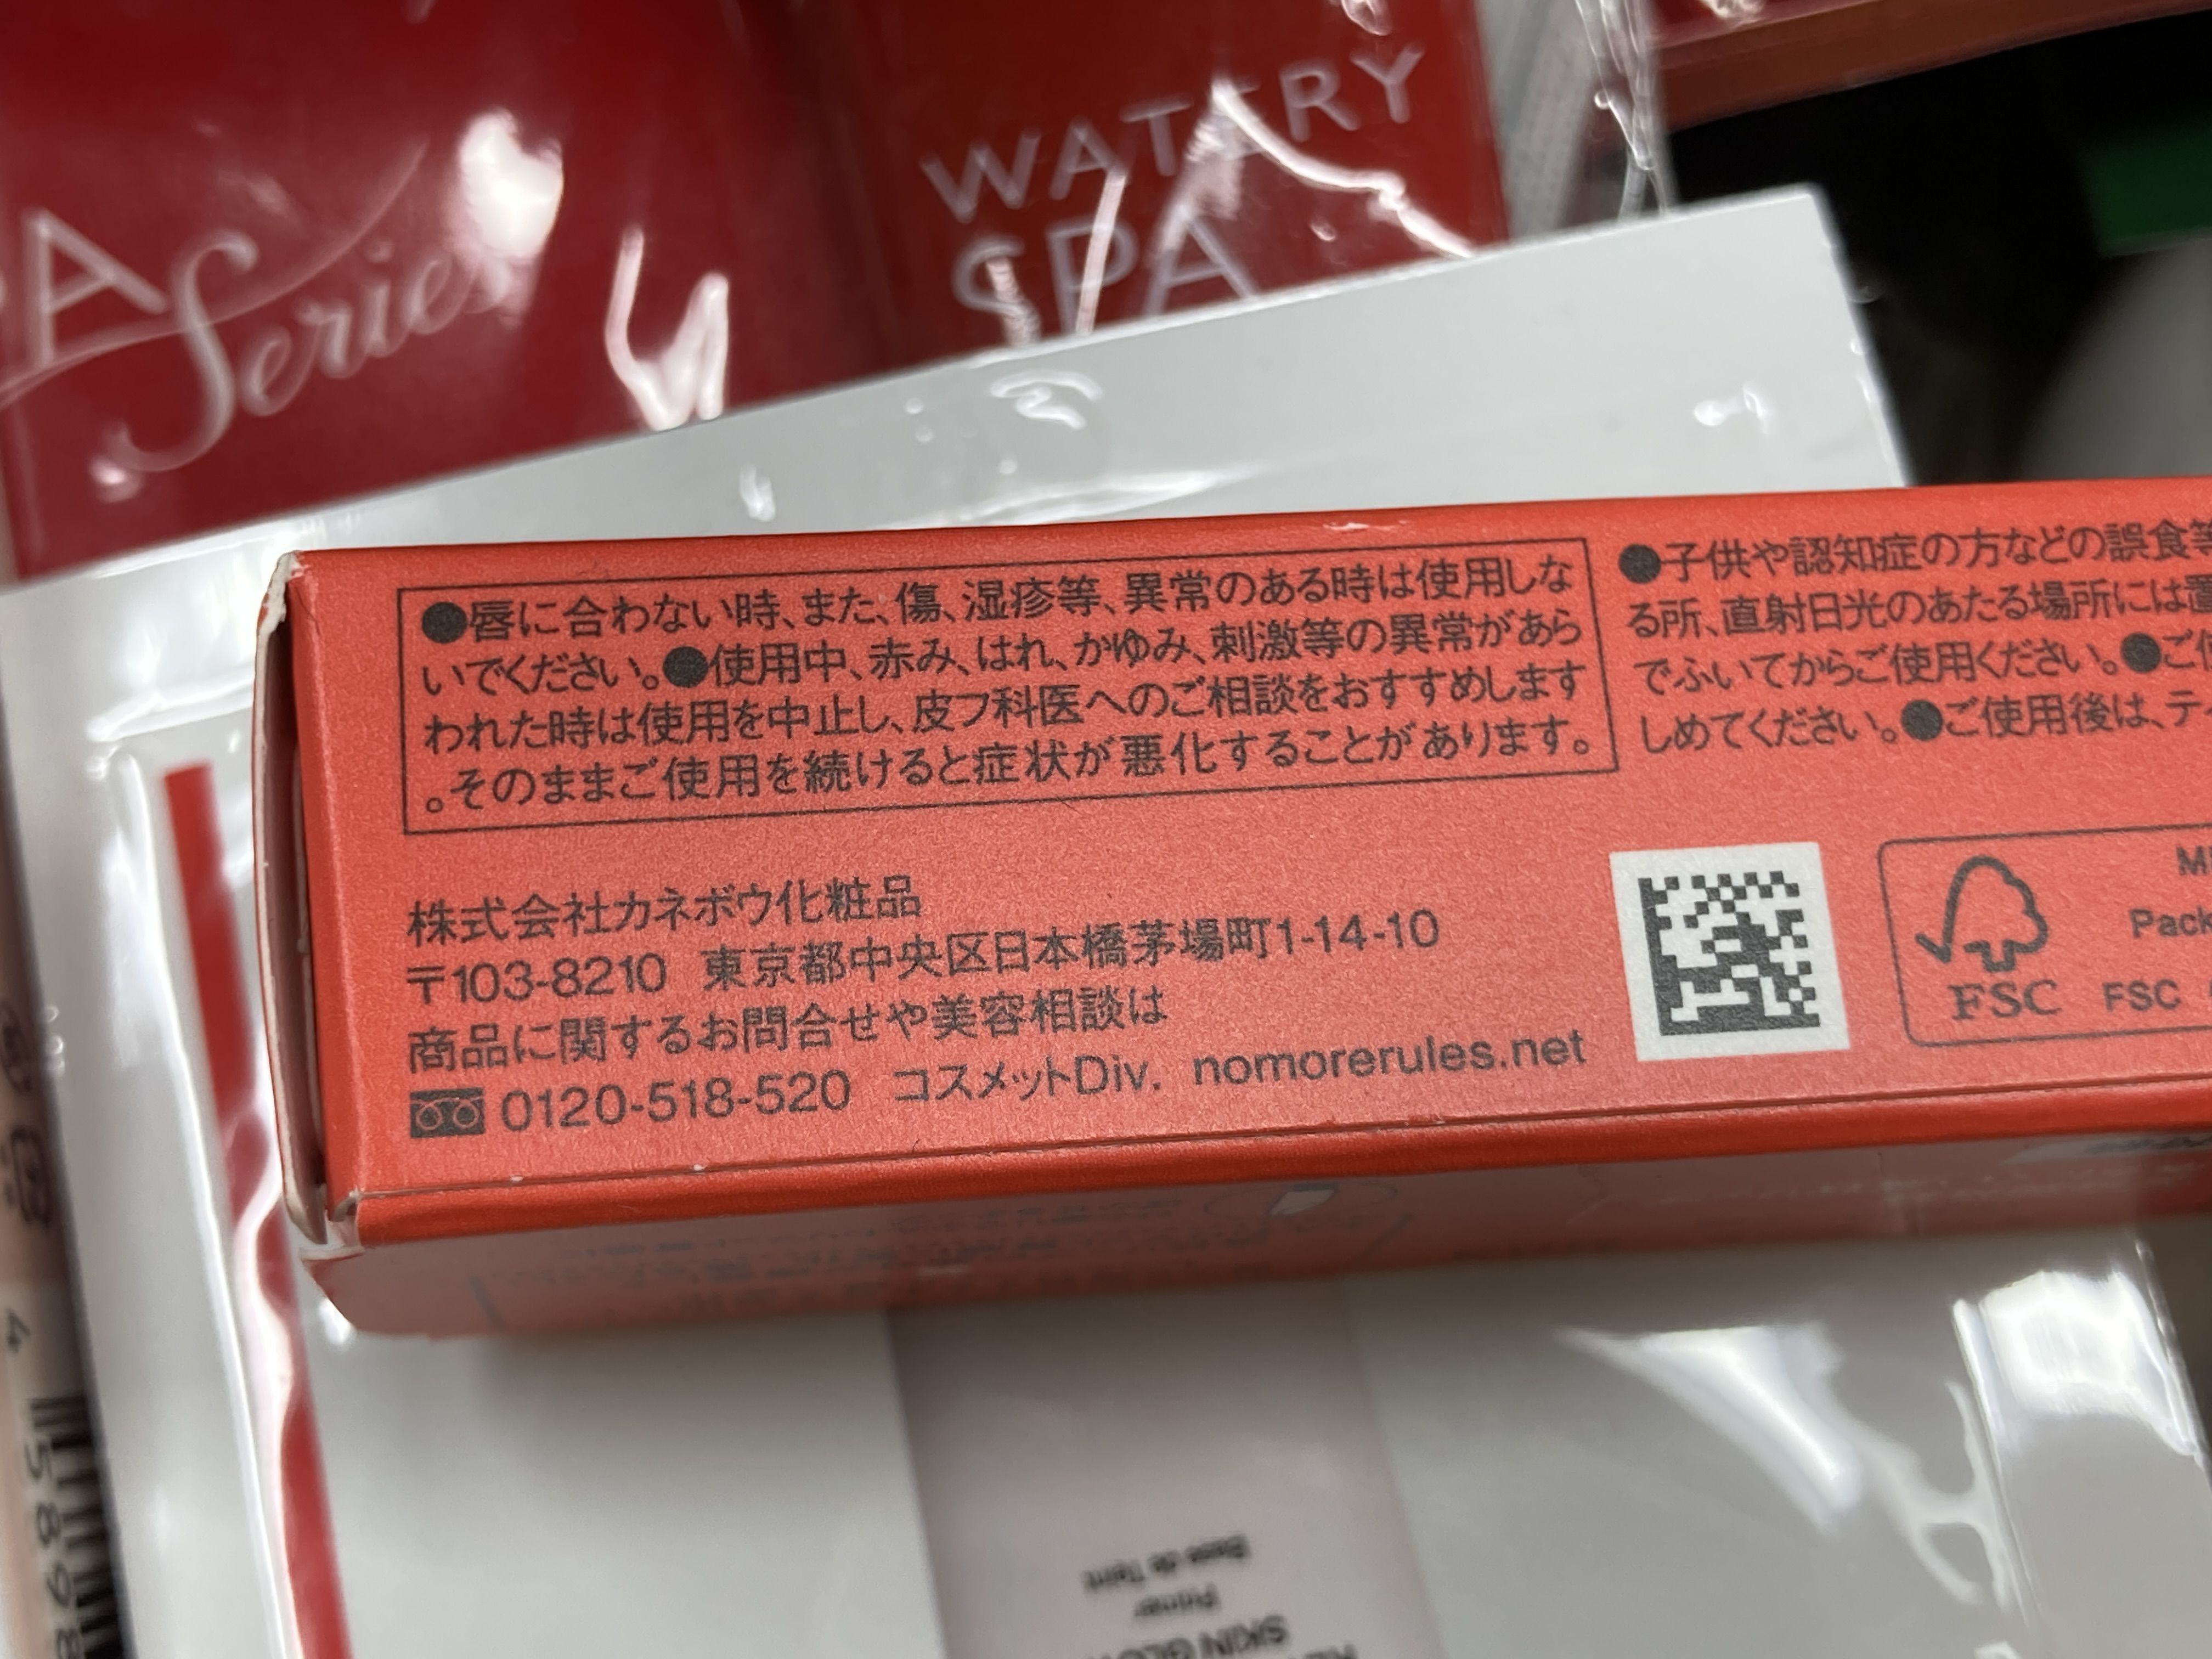 A Series
WATERY
SPA
●唇に合わない時、また、傷、湿疹等、異常のある時は使用しな
いでください。●使用中、赤み、はれ、かゆみ、刺激等の異常があら
われた時は使用を中止し、皮フ科医へのご相談をおすすめします
。そのままご使用を続けると症状が悪化することがあります。
●子供や認知症の方などの誤食等
る所、直射日光のあたる場所には置
でふいてからご使用ください。●ご使
しめてください。●ご使用後は、テ
株式会社カネボウ化粧品
〒103-8210 東京都中央区日本橋茅場町1-14-10
商品に関するお問合せや美容相談は
0120-518-520 コスメットDiv. nomorerules.net
FSC
Pack
FSC
Base de Teint
Primer
SKIN GLOW
4
5898